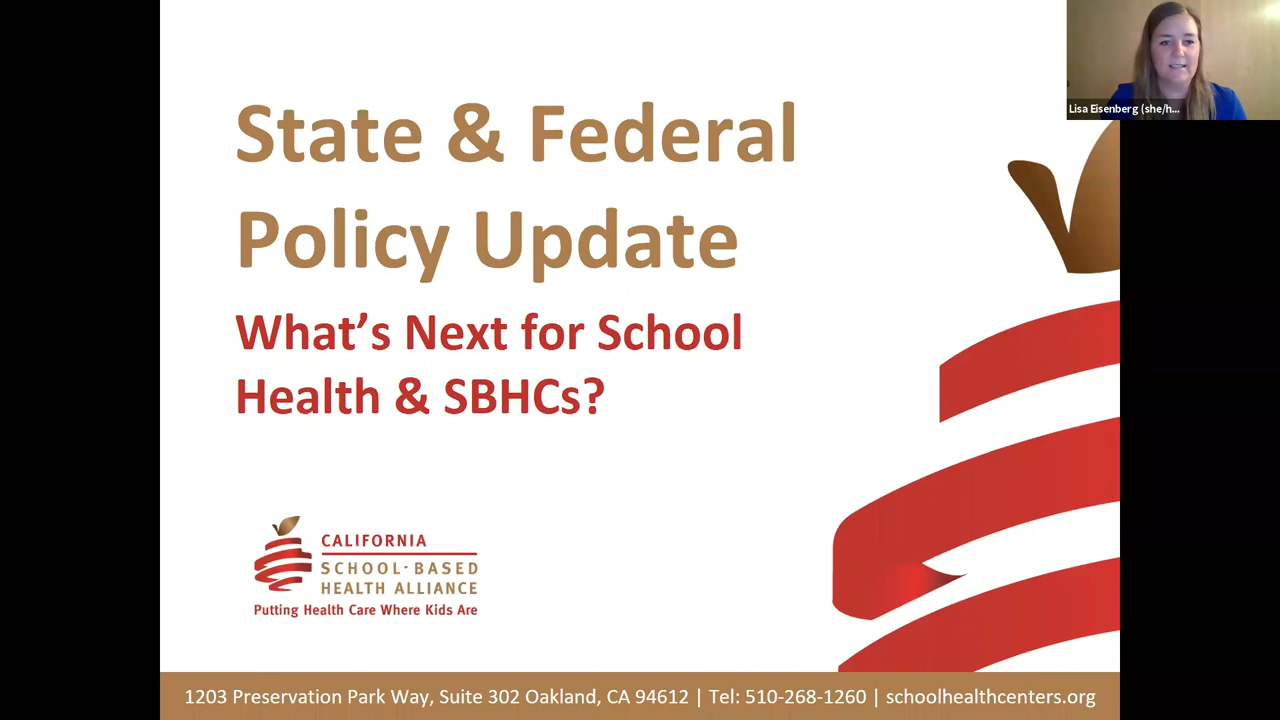 State & Federal
Policy Update
What's Next for School
Health & SBHCs?
CALIFORNIA
SCHOOL-BASED
HEALTH ALLIANCE
Putting Health Care Where Kids Are
1203 Preservation Park Way, Suite 302 Oakland, CA 94612 | Tel: 510-268-1260 | schoolhealthcenters.org
Lisa Eisenberg (she/h...